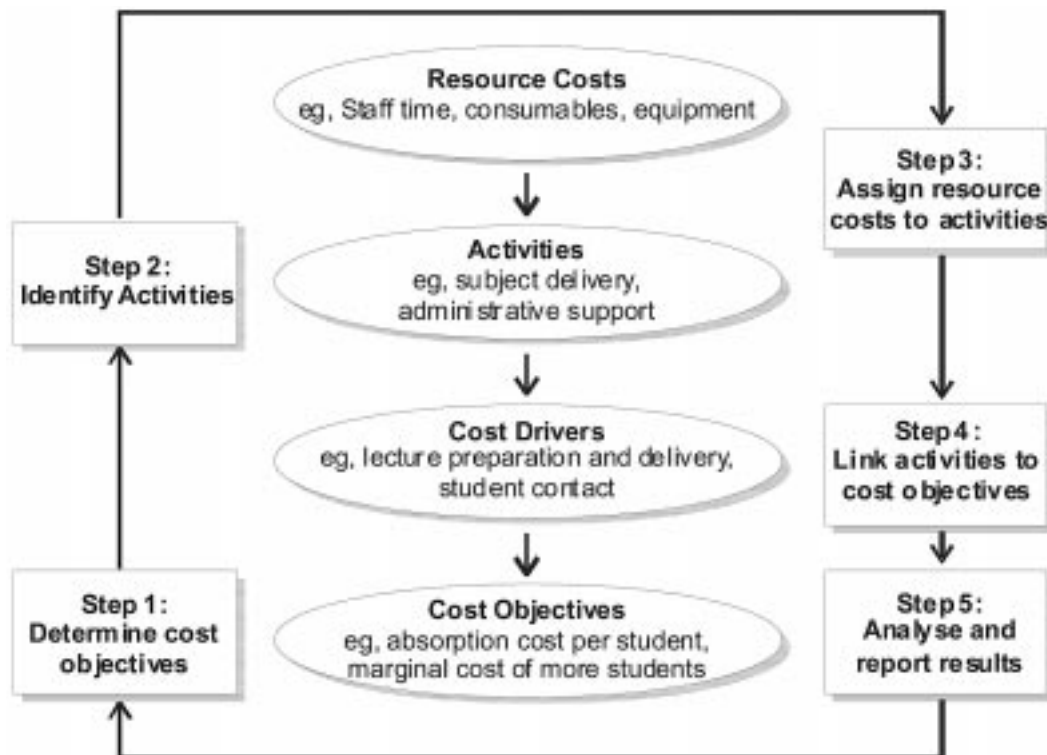 Resource Costs
eg, Staff time, consumables, equipment
Activities
eg, subject delivery,
administrative support
Cost Drivers
eg, lecture preparation and delivery,
student contact
Cost Objectives
eg, absorption cost per student,
marginal cost of more students
Step 1:
Determine cost
objectives
Step 2:
Identify Activities
Step 3:
Assign resource
costs to activities
Step 4:
Link activities to
cost objectives
Step 5:
Analyse and
report results